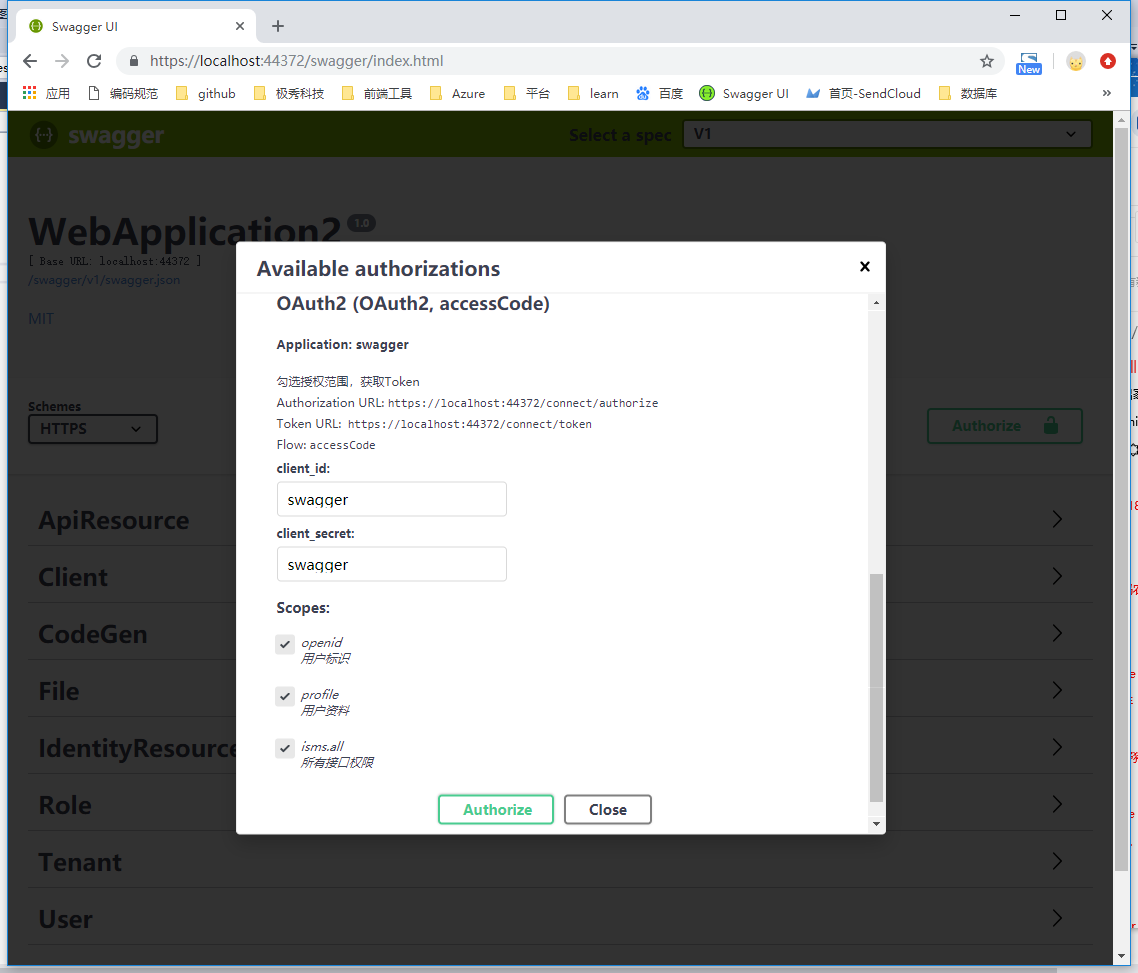 Swagger UI
https://localhost:44372/swagger/index.html
New
应用 编码规范 github 极秀科技 前端工具 Azure 平台 learn 百度 Swagger UI 首页-SendCloud 数据库 »
{··} swagger Select a spec V1
WebApplication2 1.0
[ Base URL: localhost:44372 ]
/swagger/v1/swagger.json
MIT
Schemes
HTTPS
Authorize
Available authorizations
OAuth2 (OAuth2, accessCode)
Application: swagger
勾选授权范围，获取Token
Authorization URL: https://localhost:44372/connect/authorize
Token URL: https://localhost:44372/connect/token
Flow: accessCode
client_id:
swagger
client_secret:
swagger
Scopes:
openid
用户标识
profile
用户资料
isms.all
所有接口权限
Authorize Close
ApiResource
Client
CodeGen
File
IdentityResource
Role
Tenant
User